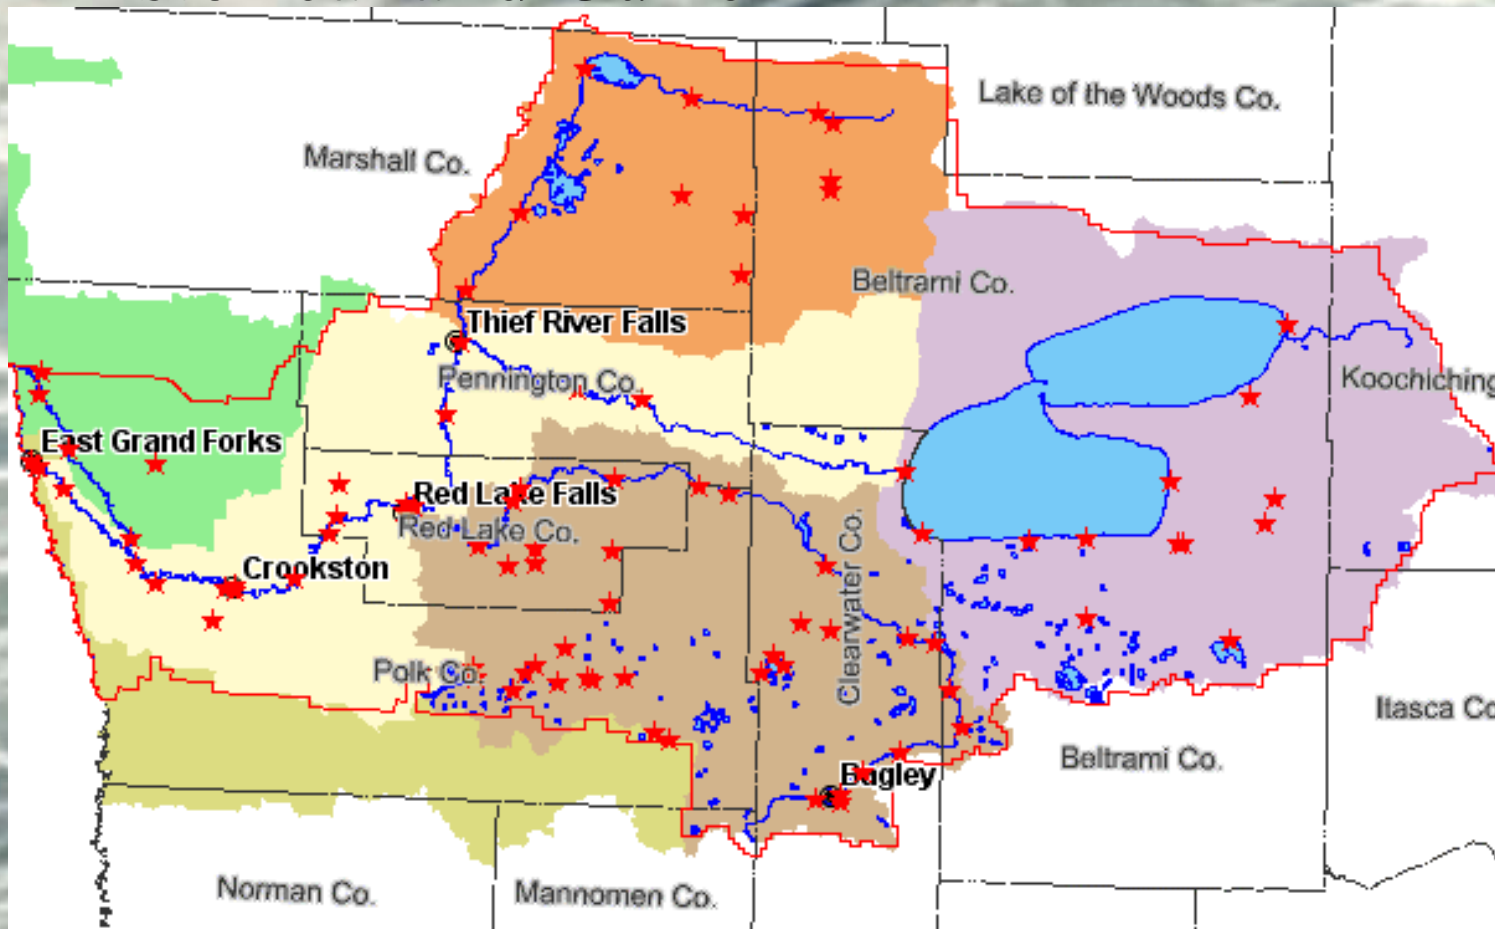 Lake of the Woods Co.
Marshall Co.
Beltrami Co.
Thief River Falls
Pennington Co.
Koochiching
East Grand Forks
Red Lake Falls
Red Lake Co.
Clearwater Co.
Crookston
Polk Co.
Itasca Co
Beltrami Co.
Bagley
Norman Co.
Mannomen Co.